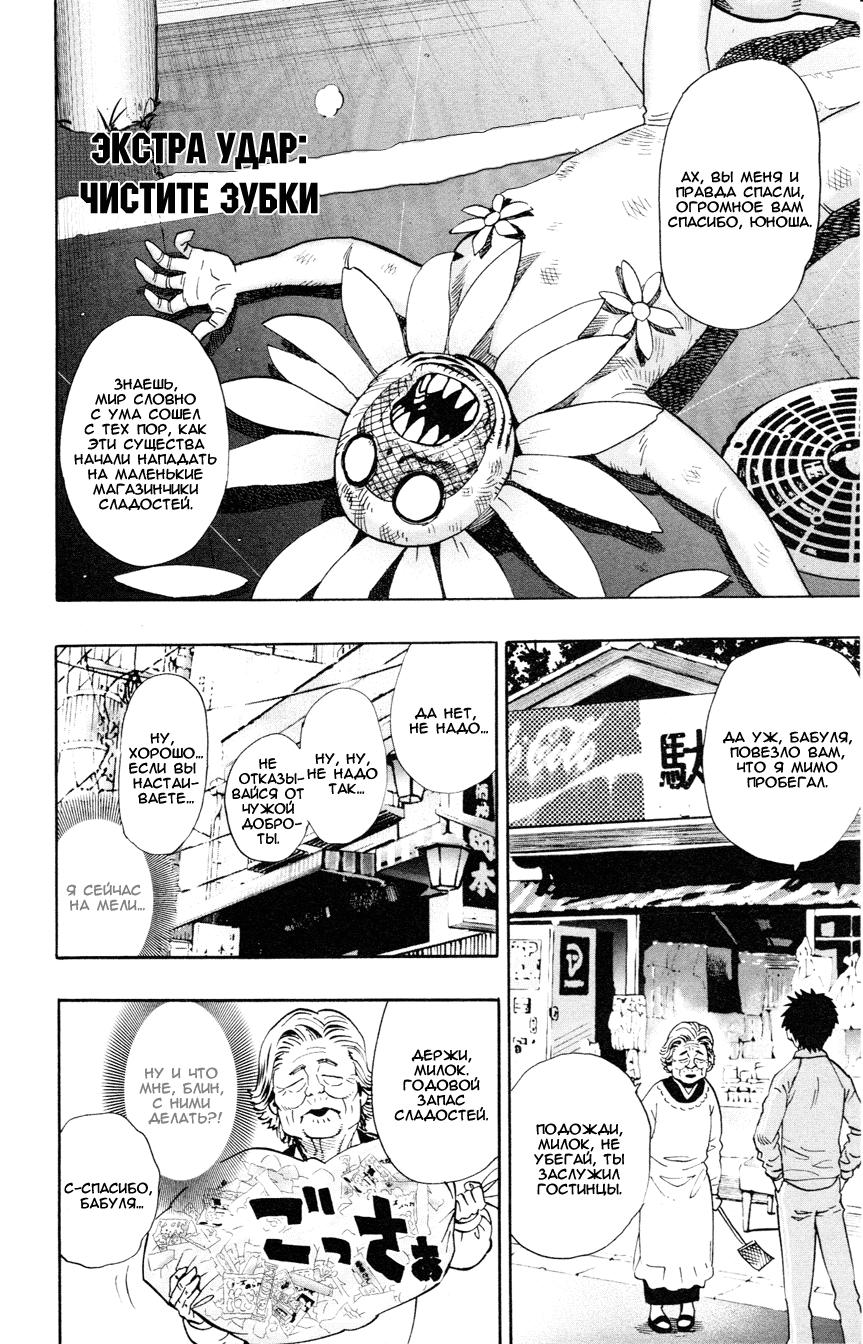 ЭКСТРА УДАР:
ЧИСТИТЕ ЗУБКИ
АХ, ВЫ МЕНЯ И
ПРАВДА СПАСЛИ,
ОГРОМНОЕ ВАМ
СПАСИБО, ЮНОША.
ЗНАЕШЬ,
МИР СЛОВНО
С УМА СОШЕЛ
С ТЕХ ПОР, КАК
ЭТИ СУЩЕСТВА
НАЧАЛИ НАПАДАТЬ
НА МАЛЕНЬКИЕ
МАГАЗИНЧИКИ
СЛАДОСТЕЙ.
ДА УЖ, БАБУЛЯ,
ПОВЕЗЛО ВАМ,
ЧТО Я МИМО
ПРОБЕГАЛ.
駄
ПОДОЖДИ,
МИЛОК, НЕ
УБЕГАЙ, ТЫ
ЗАСЛУЖИЛ
ГОСТИНЦЫ.
ДА НЕТ,
НЕ НАДО...
НУ, НУ,
НЕ НАДО
ТАК...
НЕ
ОТКАЗЫ-
ВАЙСЯ ОТ
ЧУЖОЙ
ДОБРО-
ТЫ.
НУ,
ХОРОШО...
ЕСЛИ ВЫ
НАСТАИ-
ВАЕТЕ...
Я СЕЙЧАС
НА МЕЛИ...
本
ДЕРЖИ,
МИЛОК.
ГОДОВОЙ
ЗАПАС
СЛАДОСТЕЙ.
НУ И ЧТО
МНЕ, БЛИН,
С НИМИ
ДЕЛАТЬ?!
С-СПАСИБО,
БАБУЛЯ...
ごっさぁ